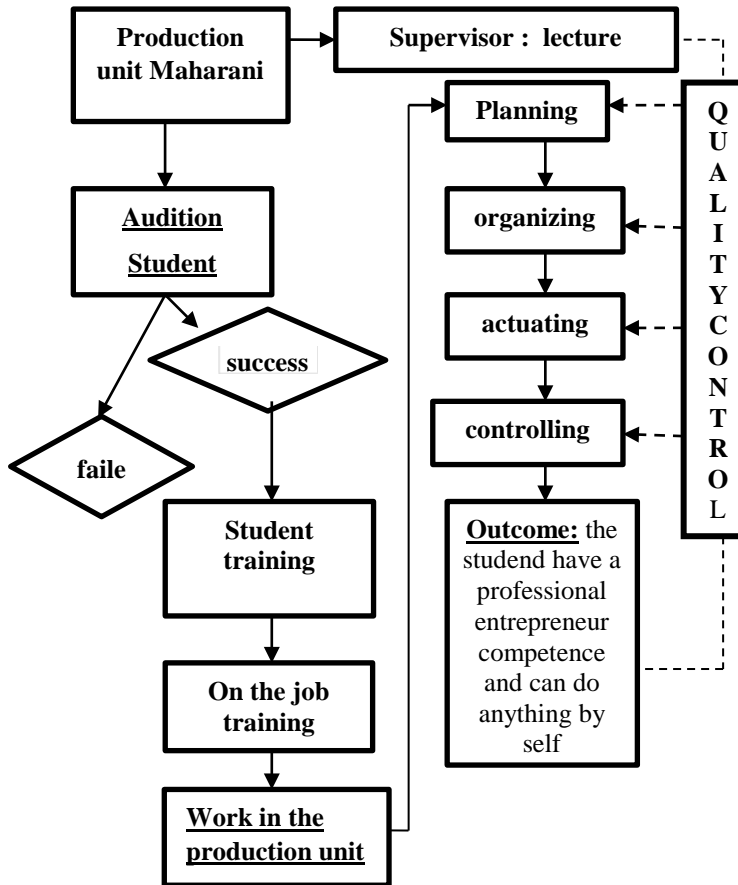 Production
unit Maharani
Supervisor : lecture
Audition
Student
success
faile
Student
training
On the job
training
Work in the
production unit
Planning
organizing
actuating
controlling
Outcome: the
studend have a
professional
entrepreneur
competence
and can do
anything by
self
Q
U
A
L
I
T
Y
C
O
N
T
R
O
L